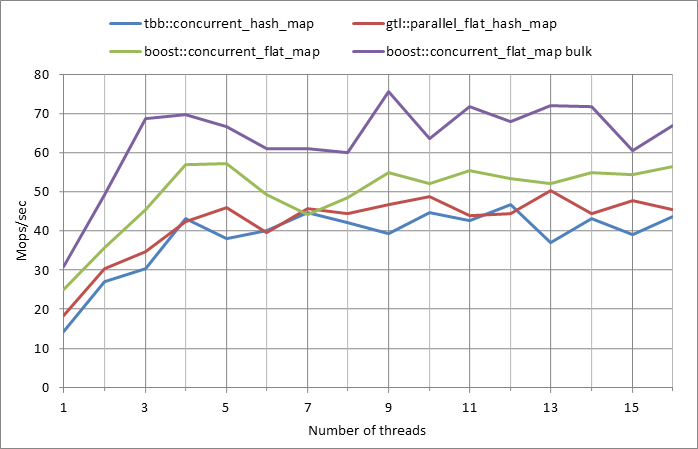 tbb::concurrent_hash_map gtl::parallel_flat_hash_map
boost::concurrent_flat_map boost::concurrent_flat_map bulk
80
70
60
50
40
30
20
10
0
Mops/sec
1 3 5 7 9 11 13 15
Number of threads